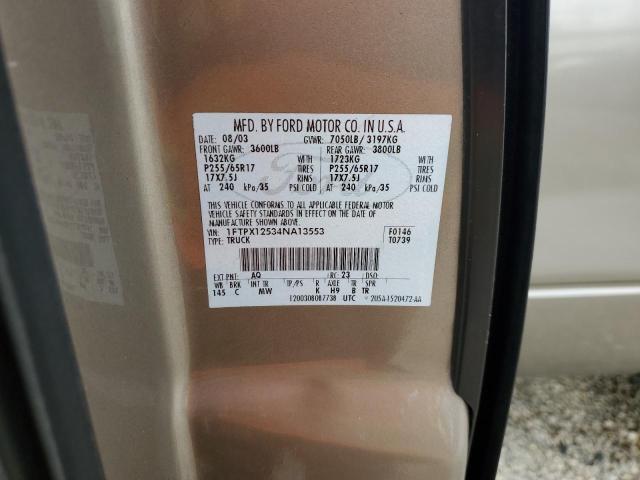 MFD. BY FORD MOTOR CO. IN U.S.A.
DATE: 08/03 GVWR: 7050LB/ 3197KG
FRONT GAWR: 3600LB REAR GAWR: 3800LB
1632KG WITH 1723KG WITH
P255/65R17 TIRES P255/65R17 TIRES
17X7.5J RIMS 17X7.5J RIMS
AT 240 kPa/35 PSI COLD AT 240 kPa/35 PSI COLD
THIS VEHICLE CONFORMS TO ALL APPLICABLE FEDERAL MOTOR
VEHICLE SAFETY STANDARDS IN EFFECT ON THE DATE OF
MANUFACTURE SHOWN ABOVE.
VIN: 1FTPX12534NA13553 F0146
TYPE: TRUCK T0739
EXT PNT: AQ RC: 23 DSO:
WB BRK INT TR TP/PS R AXLE TR SPR
145 C MW K H9 B TR
UTC